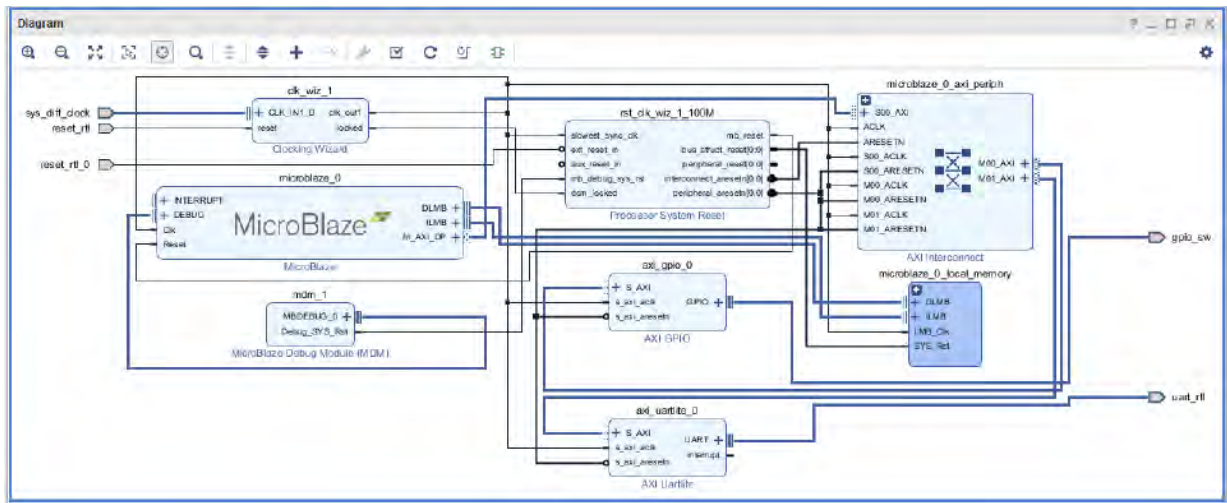 Diagram
sys_diff_clock
reset_rtl
reset_rtl_0
clk_wiz_1
CLK_IN1_D
reset
clk_out1
locked
Clocking Wizard
microblaze_0
INTERRUPT
DEBUG
Clk
Reset
MicroBlaze
DLMB
ILMB
M_AXI_DP
MicroBlaze
mdm_1
MBDEBUG_0
Debug_SYS_Rst
MicroBlaze Debug Module (MDM)
rst_clk_wiz_1_100M
slowest_sync_clk
ext_reset_in
aux_reset_in
mb_debug_sys_rst
dcm_locked
mb_reset
bus_struct_reset[0:0]
peripheral_reset[0:0]
interconnect_aresetn[0:0]
peripheral_aresetn[0:0]
Processor System Reset
axi_gpio_0
S_AXI
s_axi_aclk
s_axi_aresetn
GPIO
AXI GPIO
axi_uartlite_0
S_AXI
s_axi_aclk
s_axi_aresetn
UART
interrupt
AXI Uartlite
microblaze_0_axi_periph
S00_AXI
ACLK
ARESETN
S00_ACLK
S00_ARESETN
M00_ACLK
M00_ARESETN
M01_ACLK
M01_ARESETN
M00_AXI
M01_AXI
AXI Interconnect
microblaze_0_local_memory
DLMB
ILMB
LMB_Clk
SYS_Rst
gpio_sw
uart_rtl